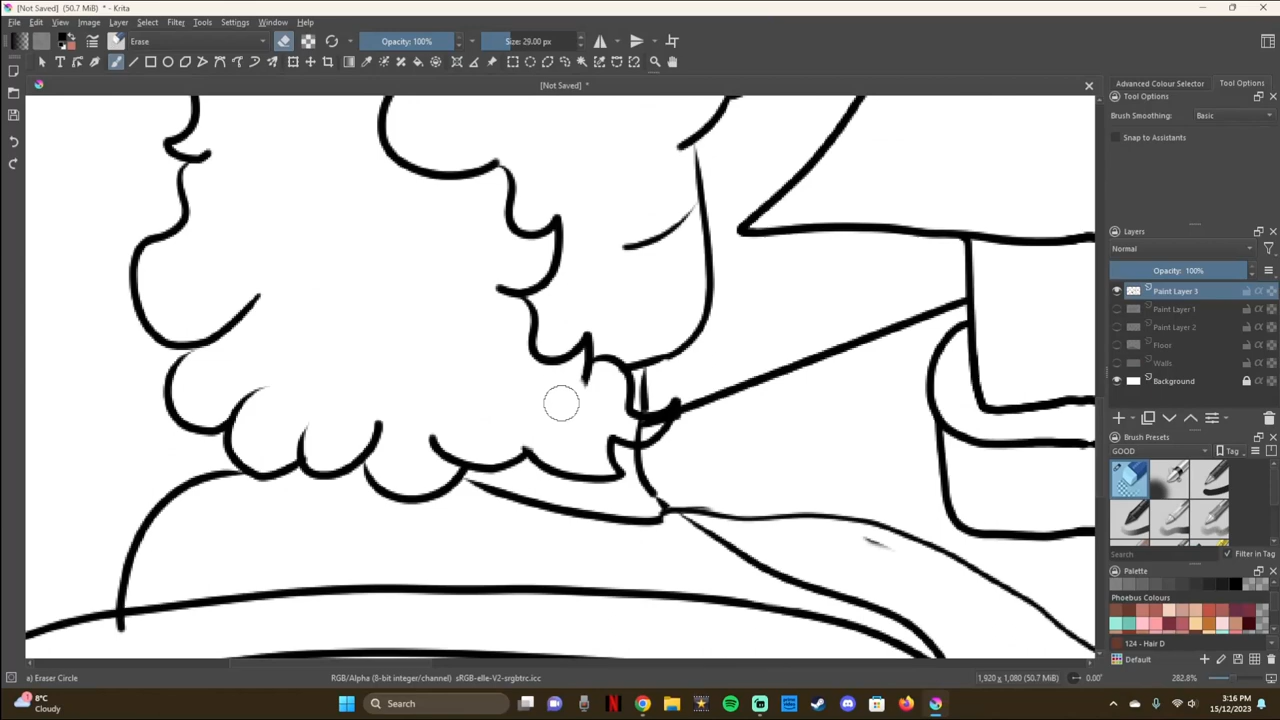 [Not Saved] (50.7 MiB) * - Krita
File Edit View Image Layer Select Filter Tools Settings Window Help
Erase
Opacity: 100%
Size: 29.00 px
[Not Saved] *
Advanced Colour Selector
Tool Options
Tool Options
Brush Smoothing: Basic
Snap to Assistants
Layers
Normal
Opacity: 100%
Paint Layer 3
Paint Layer 1
Paint Layer 2
Floor
Walls
Background
Brush Presets
GOOD
Tag
Search
Filter in Tag
Palette
Phoebus Colours
124 - Hair D
Default
a) Eraser Circle
RGB/Alpha (8-bit integer/channel) sRGB-elle-V2-srgbtrc.icc
1,920 x 1,080 (50.7 MiB)
0.00°
282.8%
8°C
Cloudy
Search
3:16 PM
15/12/2023